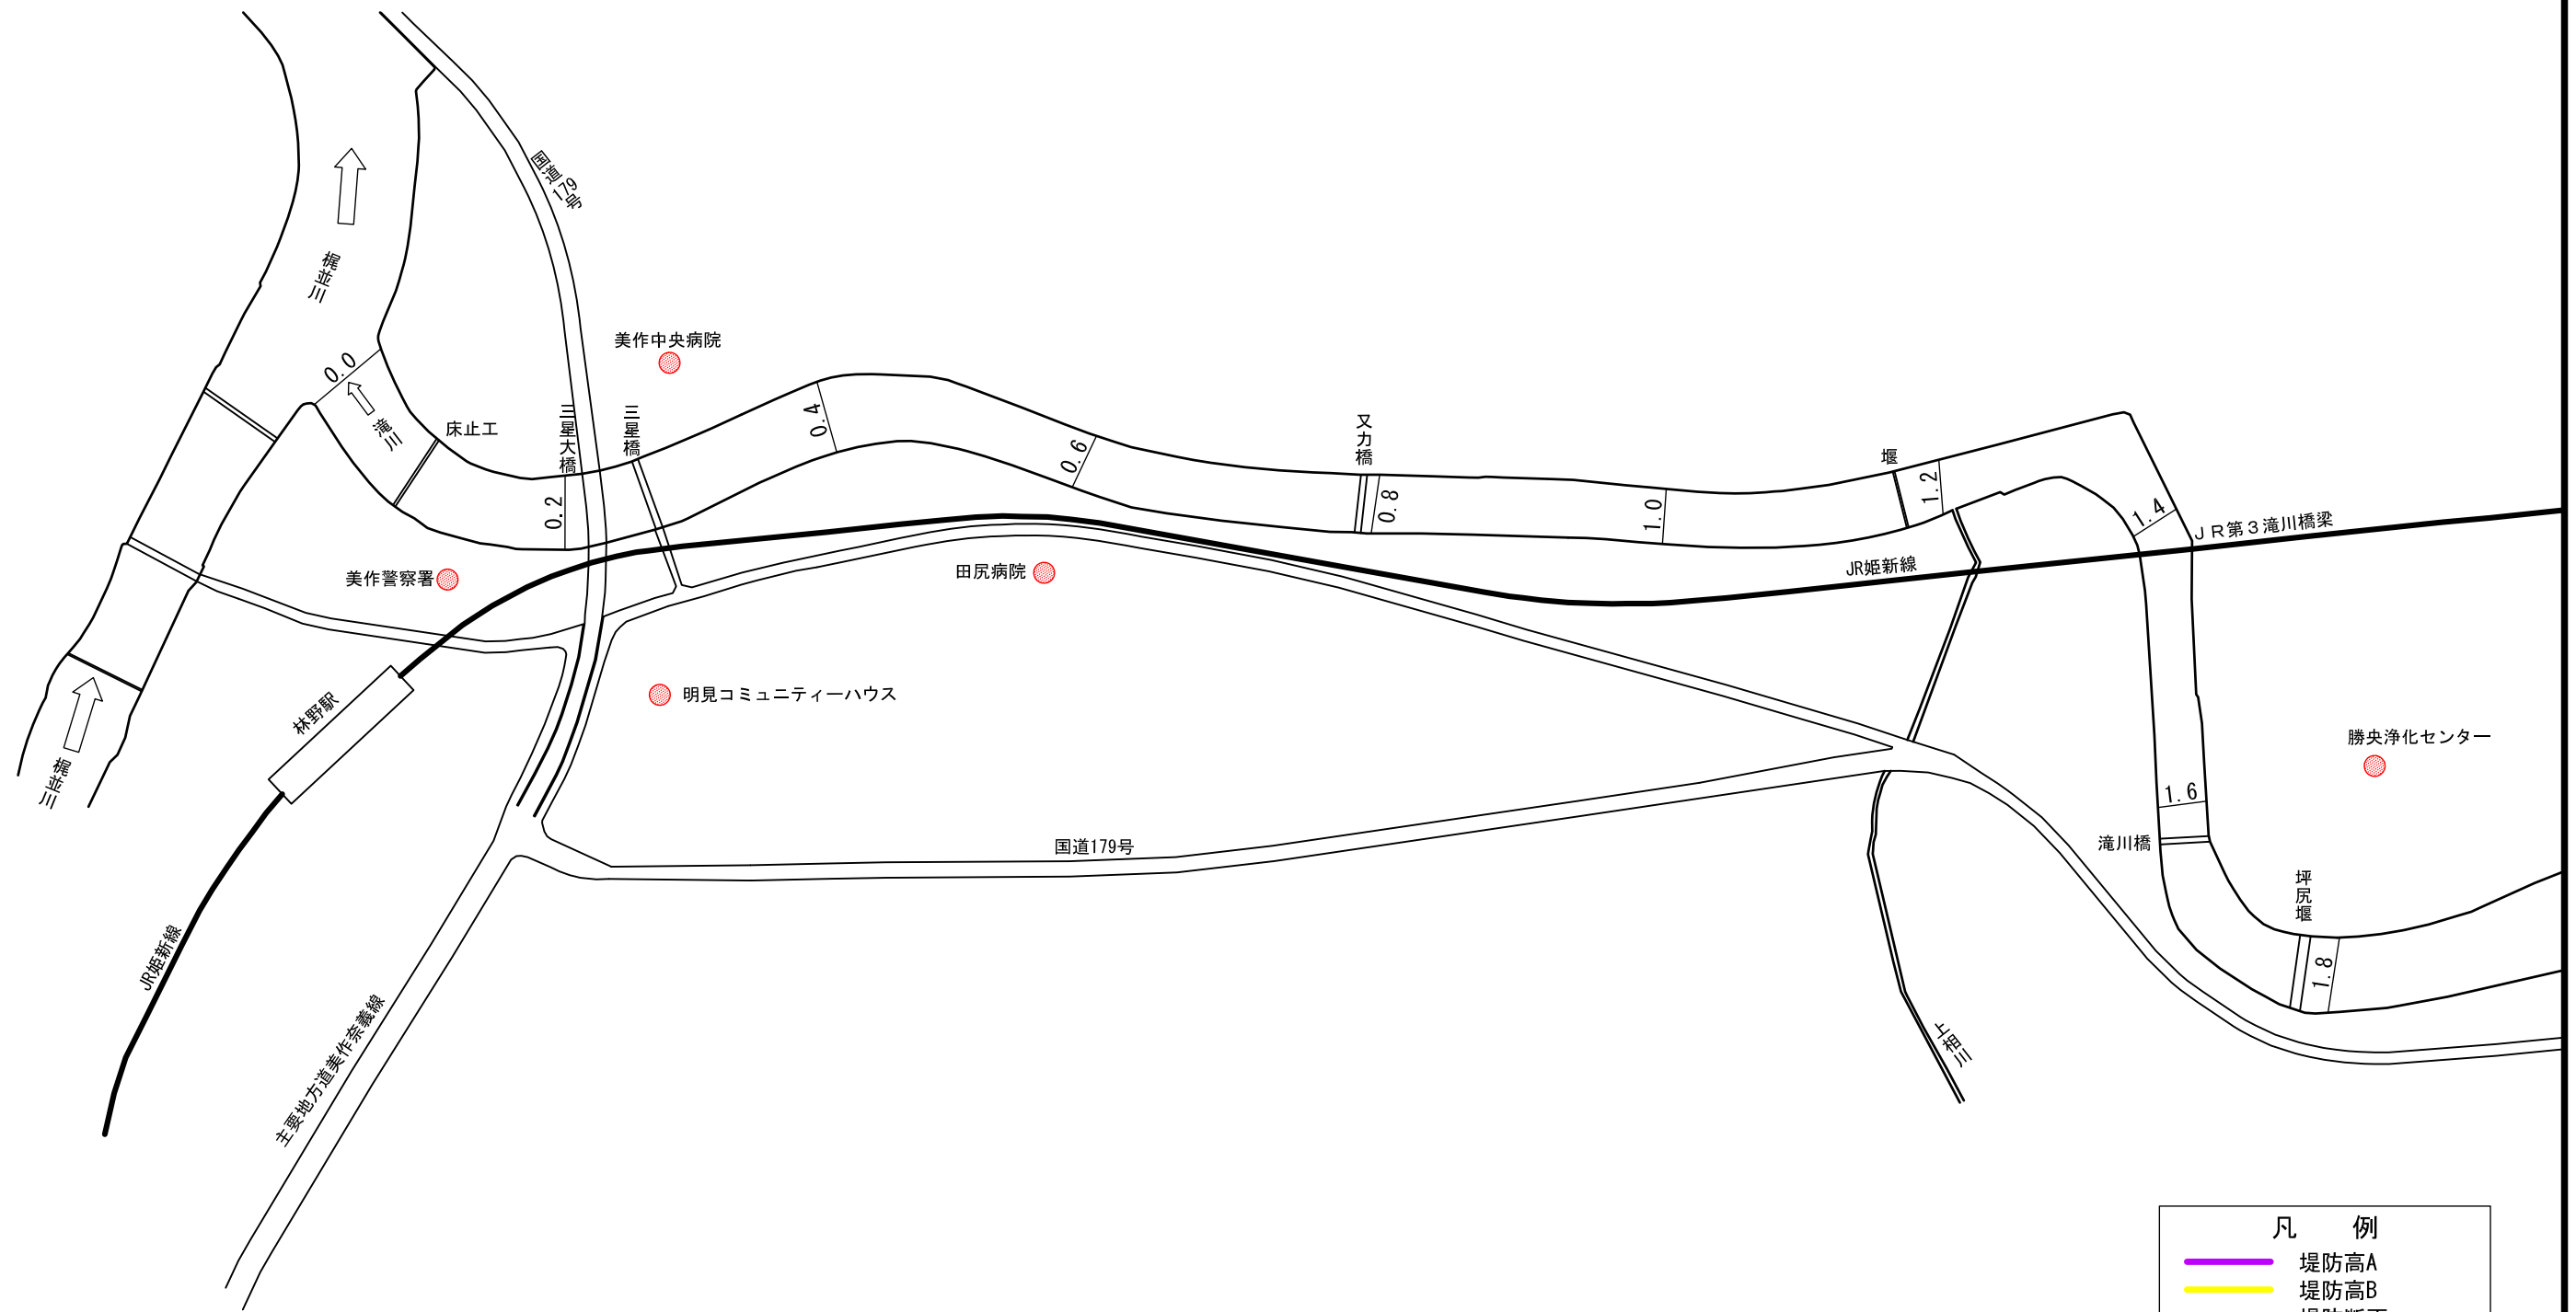 国道179号
梶並川
美作中央病院
0.0
滝川
床止工
三星大橋
三星橋
0.4
又力橋
0.6
堰
0.2
0.8
1.0
1.2
1.4
JR第3滝川橋梁
美作警察署
田尻病院
JR姫新線
林野駅
明見コミュニティーハウス
梶並川
勝央浄化センター
1.6
国道179号
滝川橋
坪尻堰
JR姫新線
1.8
主要地方道美作奈義線
上相川
凡例
堤防高A
堤防高B